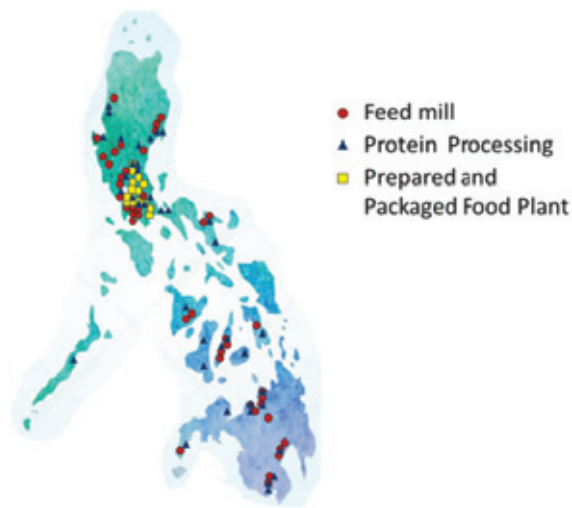 Feed mill
Protein Processing
Prepared and
Packaged Food Plant